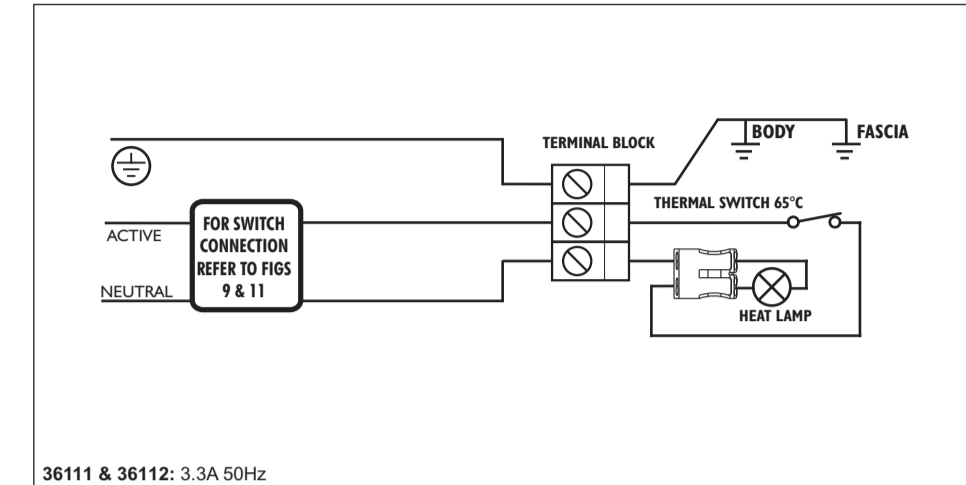 TERMINAL BLOCK
BODY
FASCIA
THERMAL SWITCH 65°C
ACTIVE
FOR SWITCH
CONNECTION
REFER TO FIGS
9 & 11
NEUTRAL
HEAT LAMP
36111 & 36112: 3.3A 50Hz